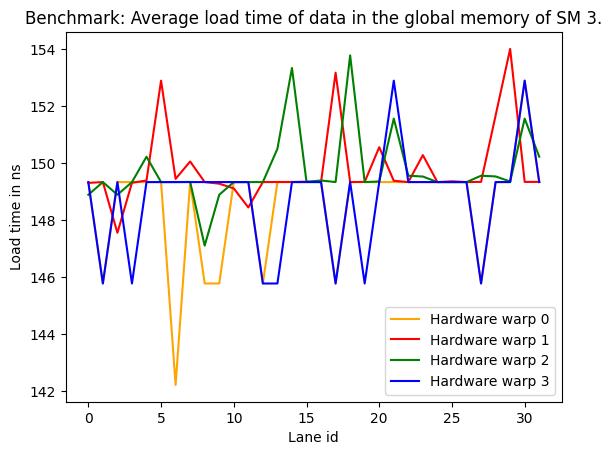 Benchmark: Average load time of data in the global memory of SM 3.
Load time in ns
154
152
150
148
146
144
142
0 5 10 15 20 25 30
Lane id
Hardware warp 0
Hardware warp 1
Hardware warp 2
Hardware warp 3